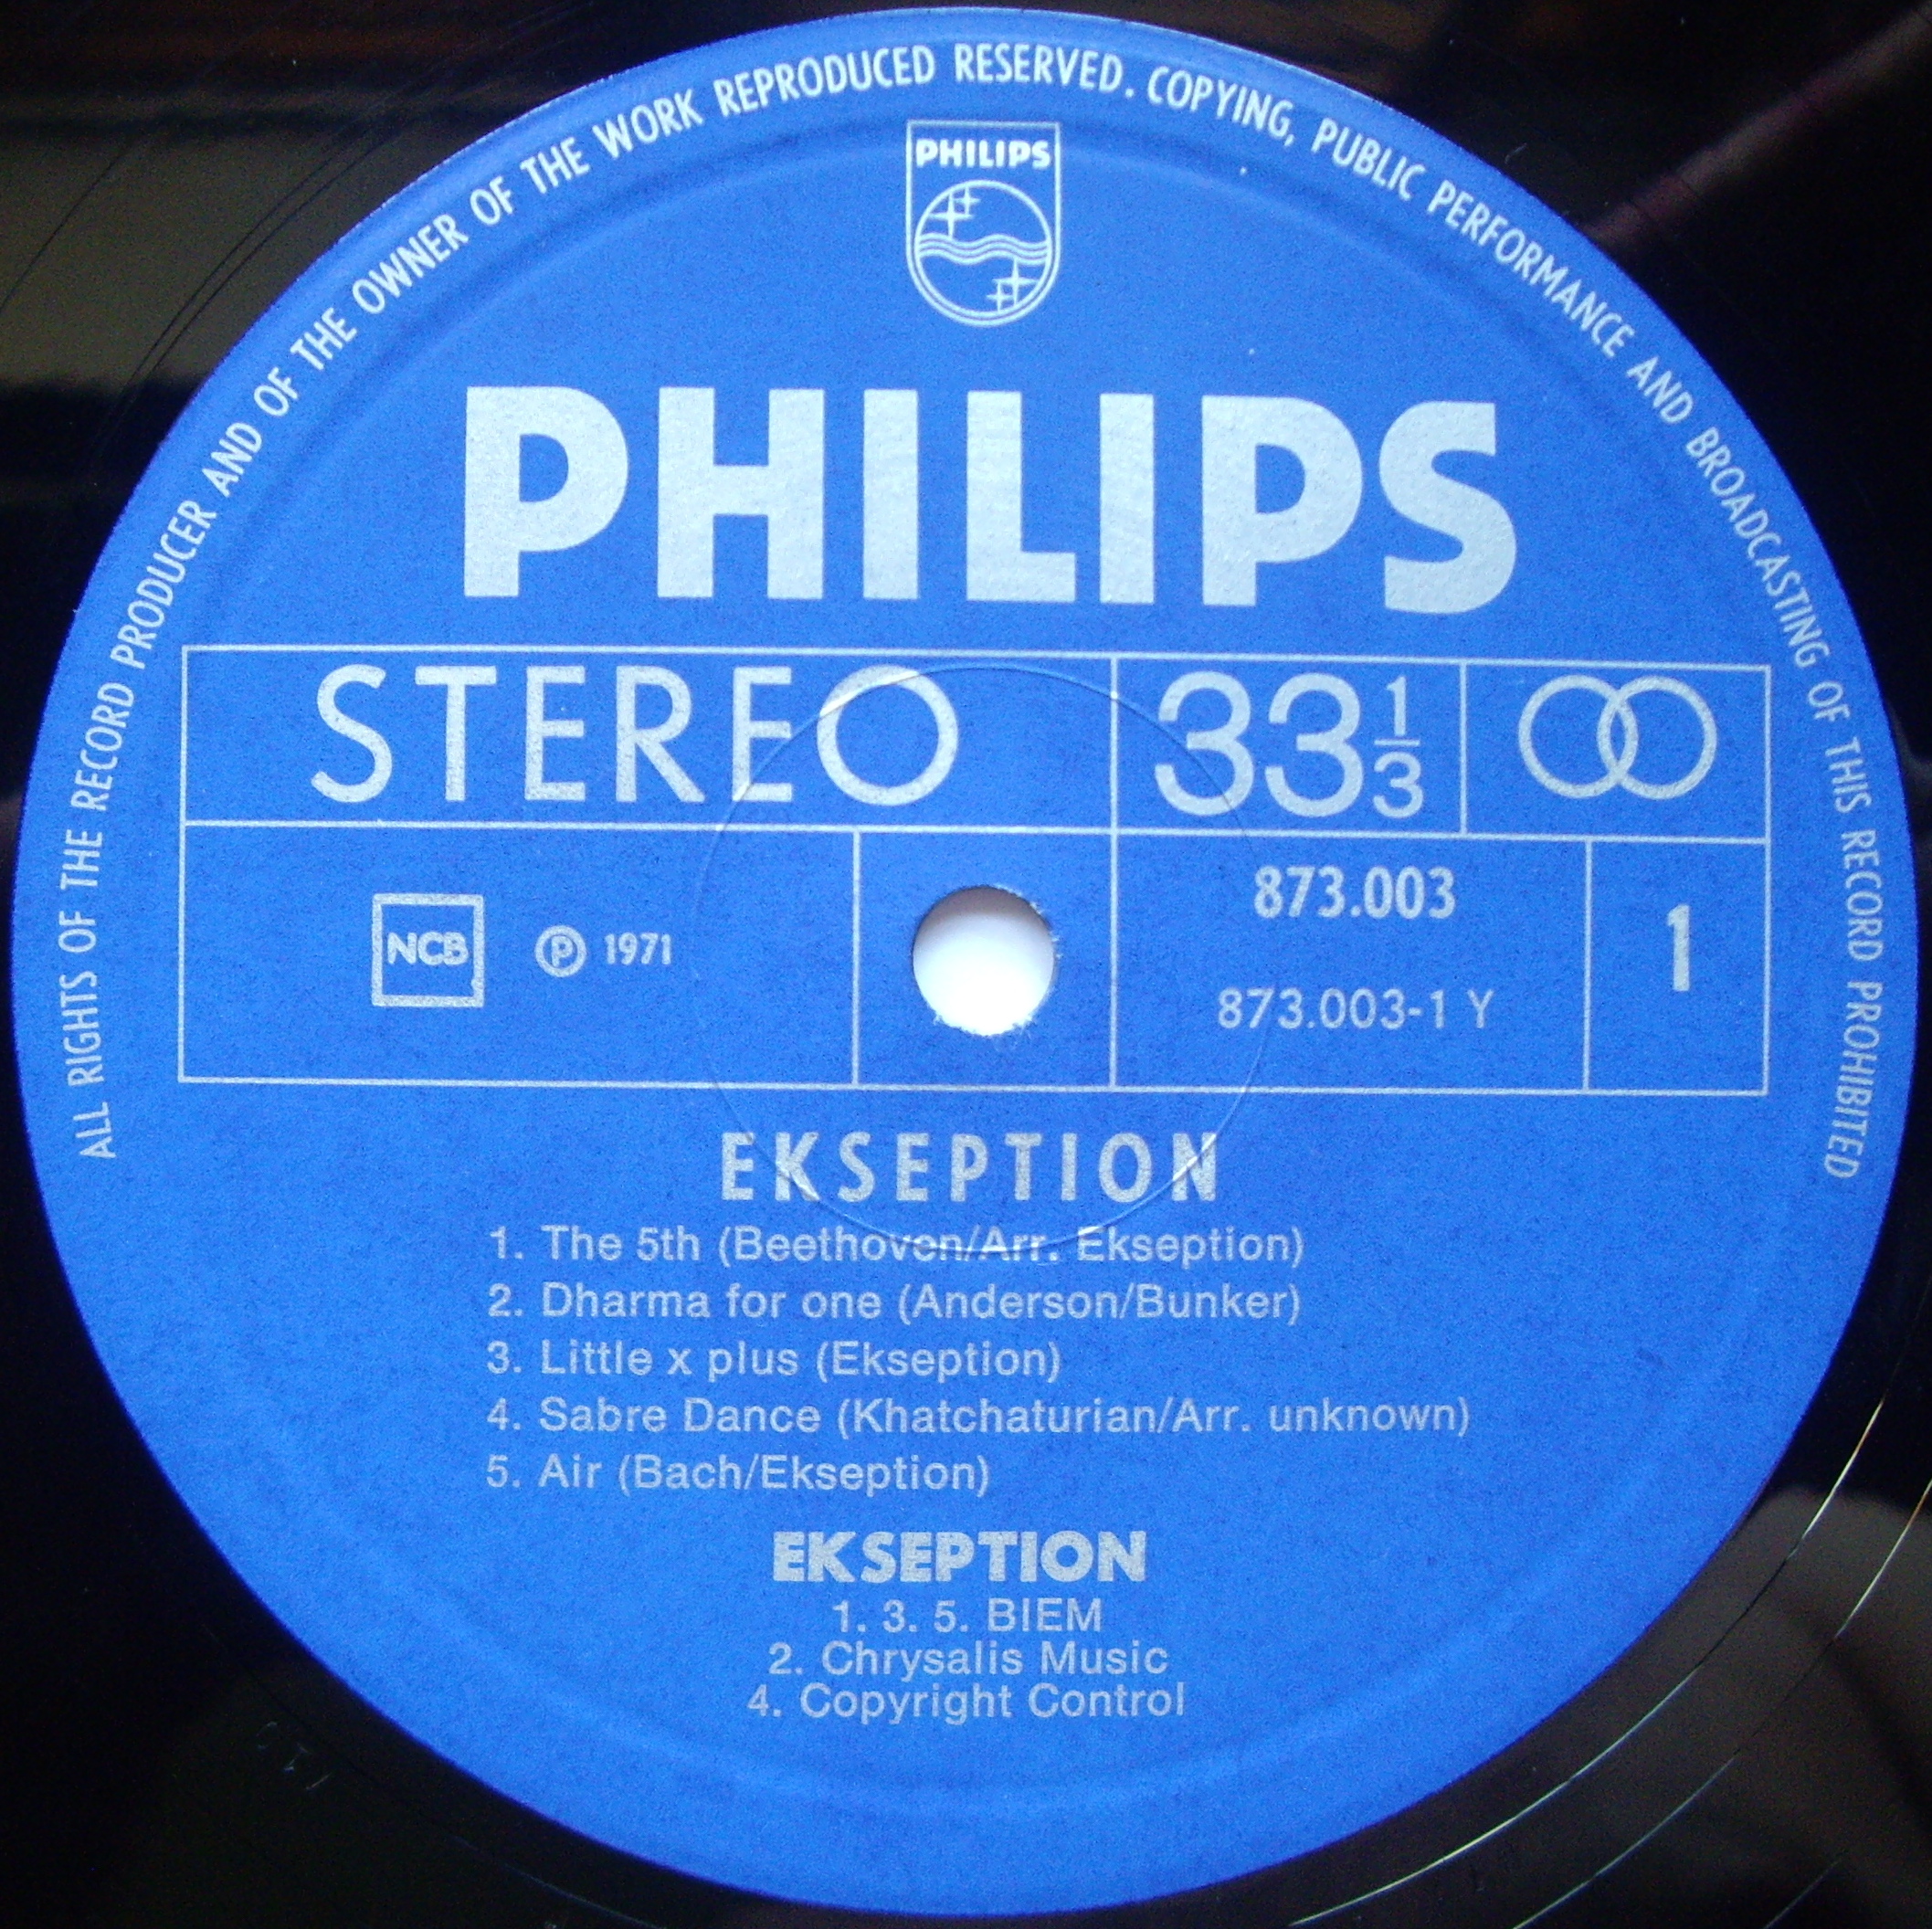 ALL RIGHTS OF THE RECORD PRODUCER AND OF THE OWNER OF THE WORK REPRODUCED RESERVED. COPYING, PUBLIC PERFORMANCE AND BROADCASTING OF THIS RECORD PROHIBITED
PHILIPS
PHILIPS
STEREO 33 1/3
NCB ℗ 1971 873.003 1
873.003-1 Y
EKSEPTION
1. The 5th (Beethoven/Arr. Ekseption)
2. Dharma for one (Anderson/Bunker)
3. Little x plus (Ekseption)
4. Sabre Dance (Khatchaturian/Arr. unknown)
5. Air (Bach/Ekseption)
EKSEPTION
1. 3. 5. BIEM
2. Chrysalis Music
4. Copyright Control